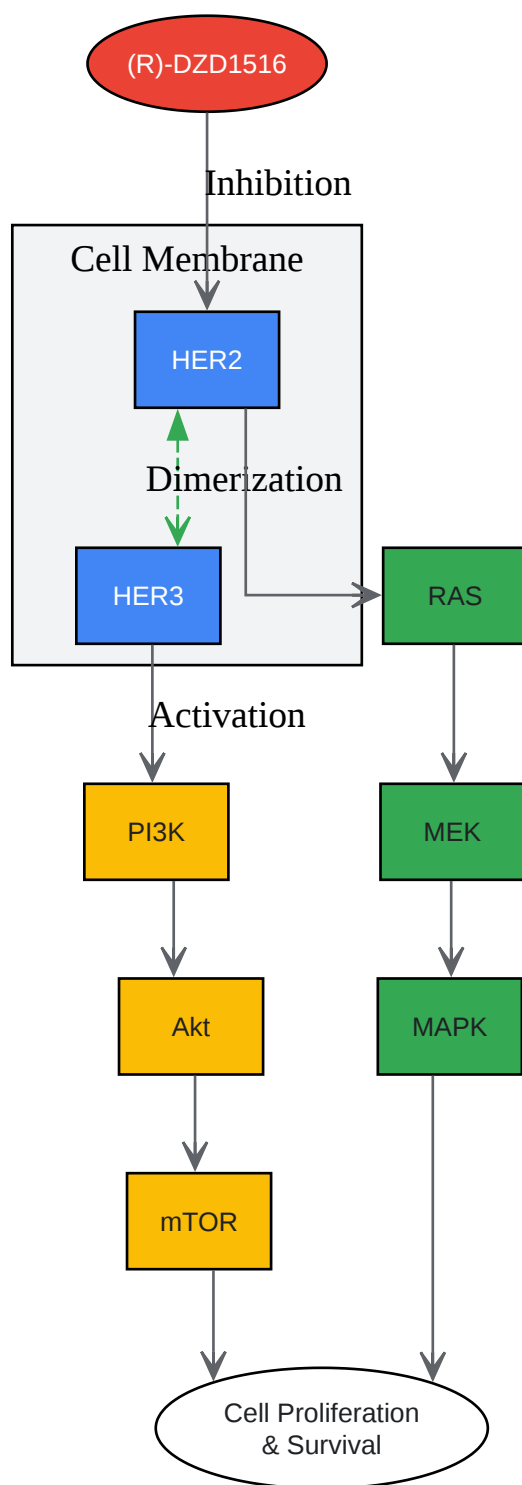 (R)-DZD1516
Inhibition
Cell Membrane
HER2
Dimerization
HER3
RAS
Activation
PI3K
MEK
Akt
MAPK
mTOR
Cell Proliferation
& Survival